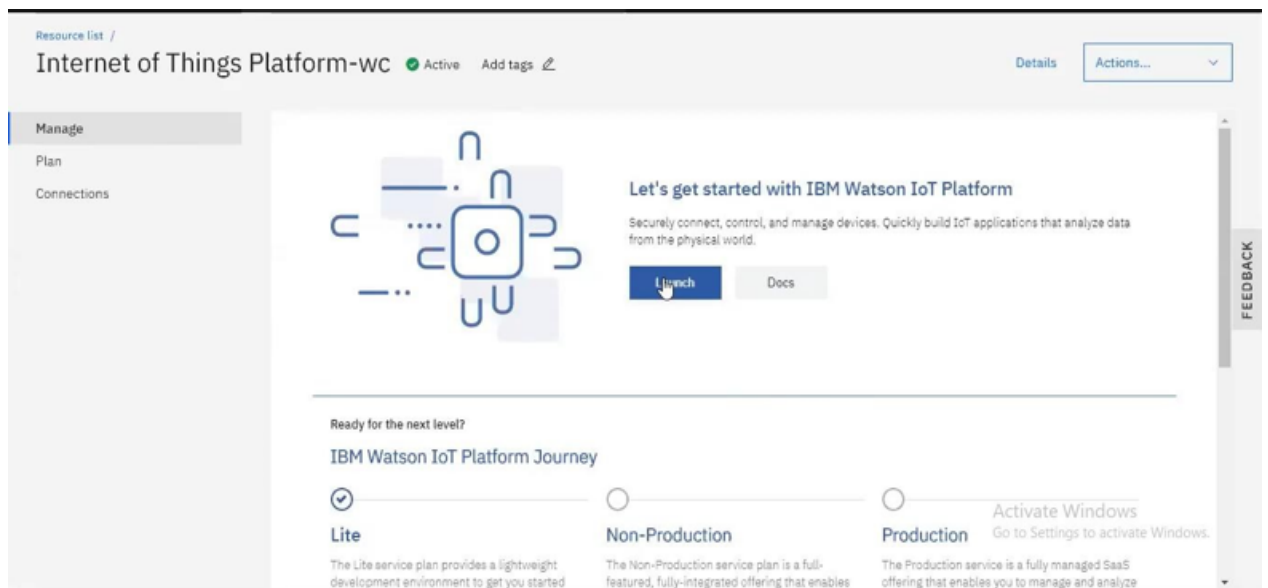 Resource list /
Internet of Things Platform-wc Active Add tags
Details
Actions...
Manage
Plan
Connections
Let's get started with IBM Watson IoT Platform
Securely connect, control, and manage devices. Quickly build IoT applications that analyze data
from the physical world.
Launch
Docs
FEEDBACK
Ready for the next level?
IBM Watson IoT Platform Journey
Lite
The Lite service plan provides a lightweight
development environment to get you started
Non-Production
The Non-Production service plan is a full-
featured, fully-integrated offering that enables
Production
The Production service is a fully managed SaaS
offering that enables you to manage and analyze
Activate Windows
Go to Settings to activate Windows.